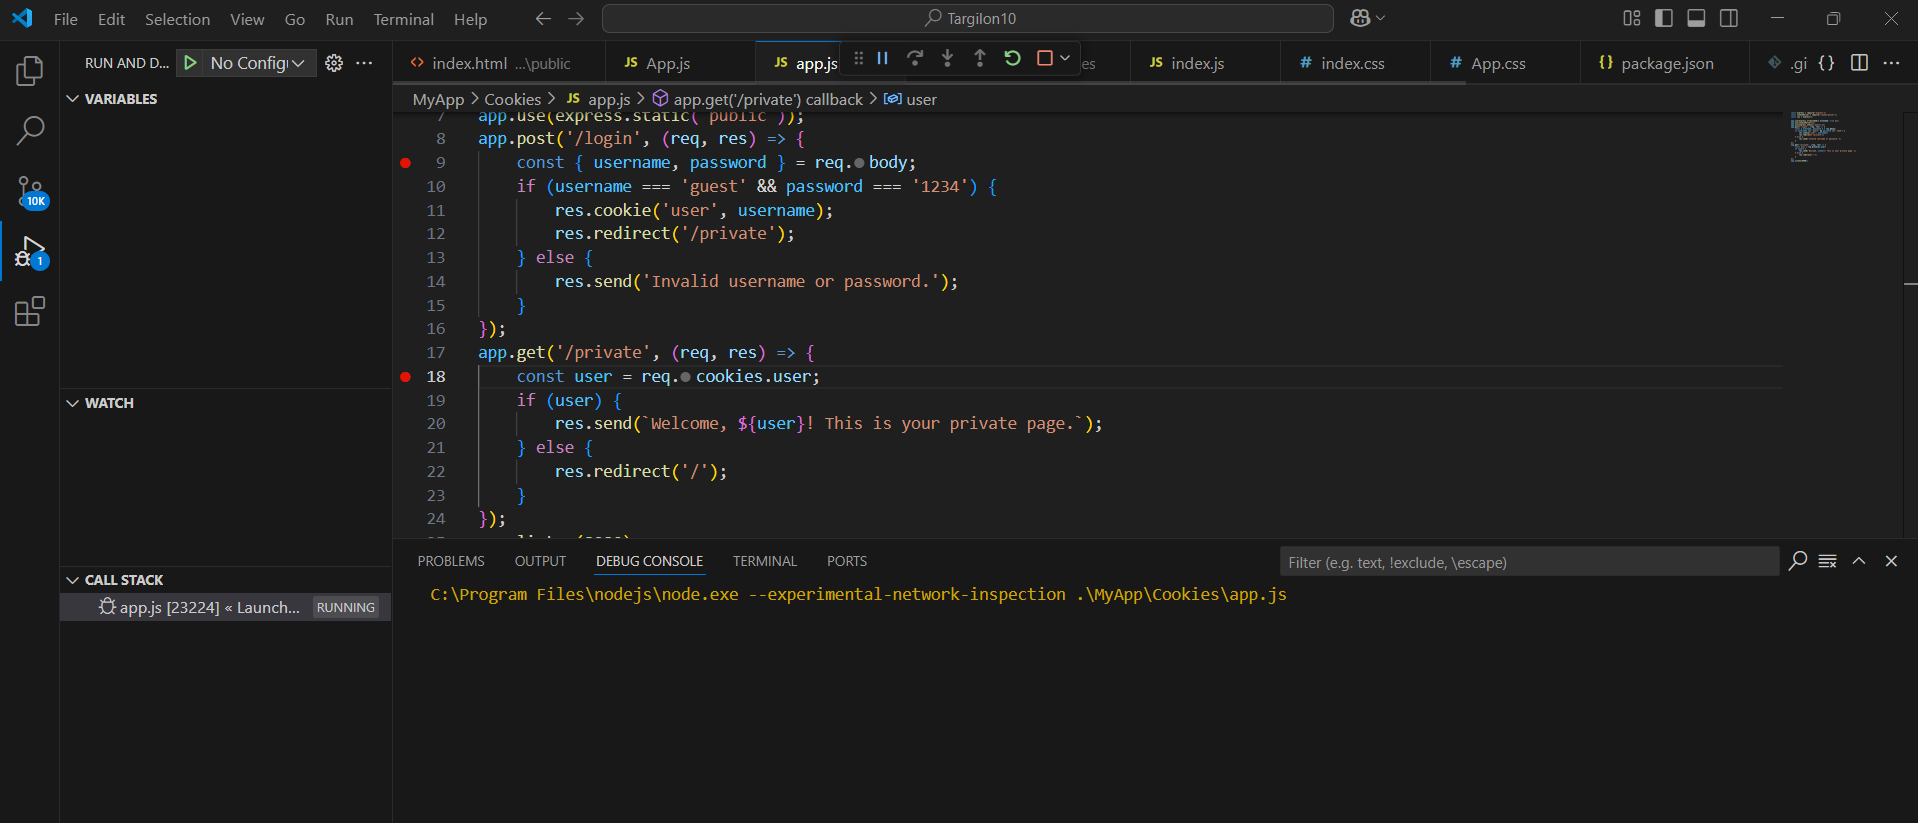 File Edit Selection View Go Run Terminal Help
Targilon10
RUN AND D... No Config
index.html ...\public
JS App.js
JS app.js
es
JS index.js
# index.css
# App.css
{} package.json
.gi {}
VARIABLES
MyApp > Cookies > JS app.js > app.get('/private') callback > user
7 app.use(express.static('public'));
8 app.post('/login', (req, res) => {
9 const { username, password } = req. body;
10 if (username === 'guest' && password === '1234') {
11 res.cookie('user', username);
12 res.redirect('/private');
13 } else {
14 res.send('Invalid username or password.');
15 }
16 });
17 app.get('/private', (req, res) => {
18 const user = req. cookies.user;
19 if (user) {
20 res.send(`Welcome, ${user}! This is your private page.`);
21 } else {
22 res.redirect('/');
23 }
24 });
10K
1
WATCH
CALL STACK
app.js [23224] « Launch... RUNNING
PROBLEMS OUTPUT DEBUG CONSOLE TERMINAL PORTS
Filter (e.g. text, !exclude, \escape)
C:\Program Files\nodejs\node.exe --experimental-network-inspection .\MyApp\Cookies\app.js